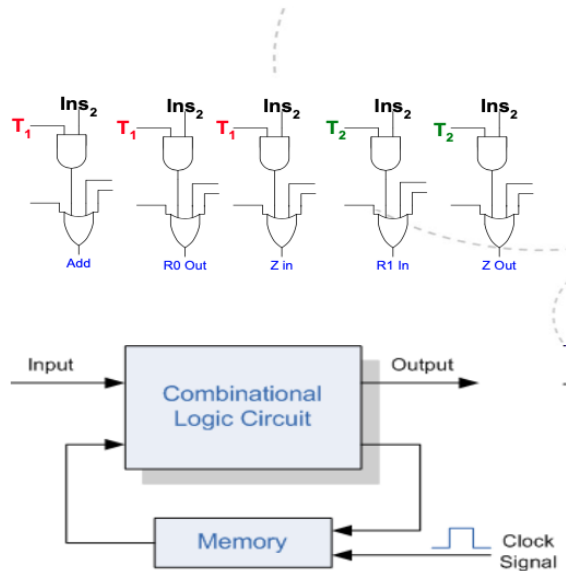 Ins2 Ins2 Ins2 Ins2 Ins2
T1 T1 T1 T2 T2
Add R0 Out Z in R1 In Z Out
Input Output
Combinational
Logic Circuit
Memory
Clock
Signal